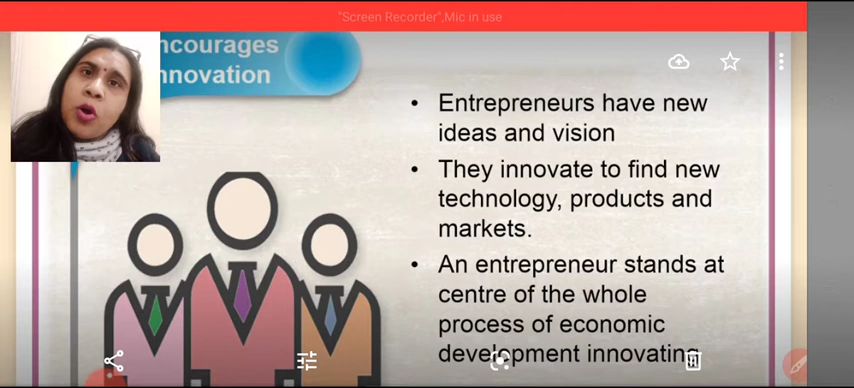 "Screen Recorder",Mic in use
ncourages
nnovation
• Entrepreneurs have new
ideas and vision
• They innovate to find new
technology, products and
markets.
• An entrepreneur stands at
centre of the whole
process of economic
development innovating